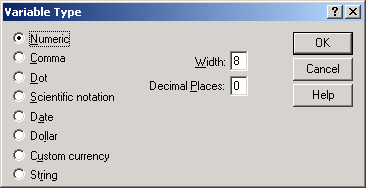 Variable Type
Numeric
Comma
Dot
Scientific notation
Date
Dollar
Custom currency
String
Width: 8
Decimal Places: 0
OK
Cancel
Help